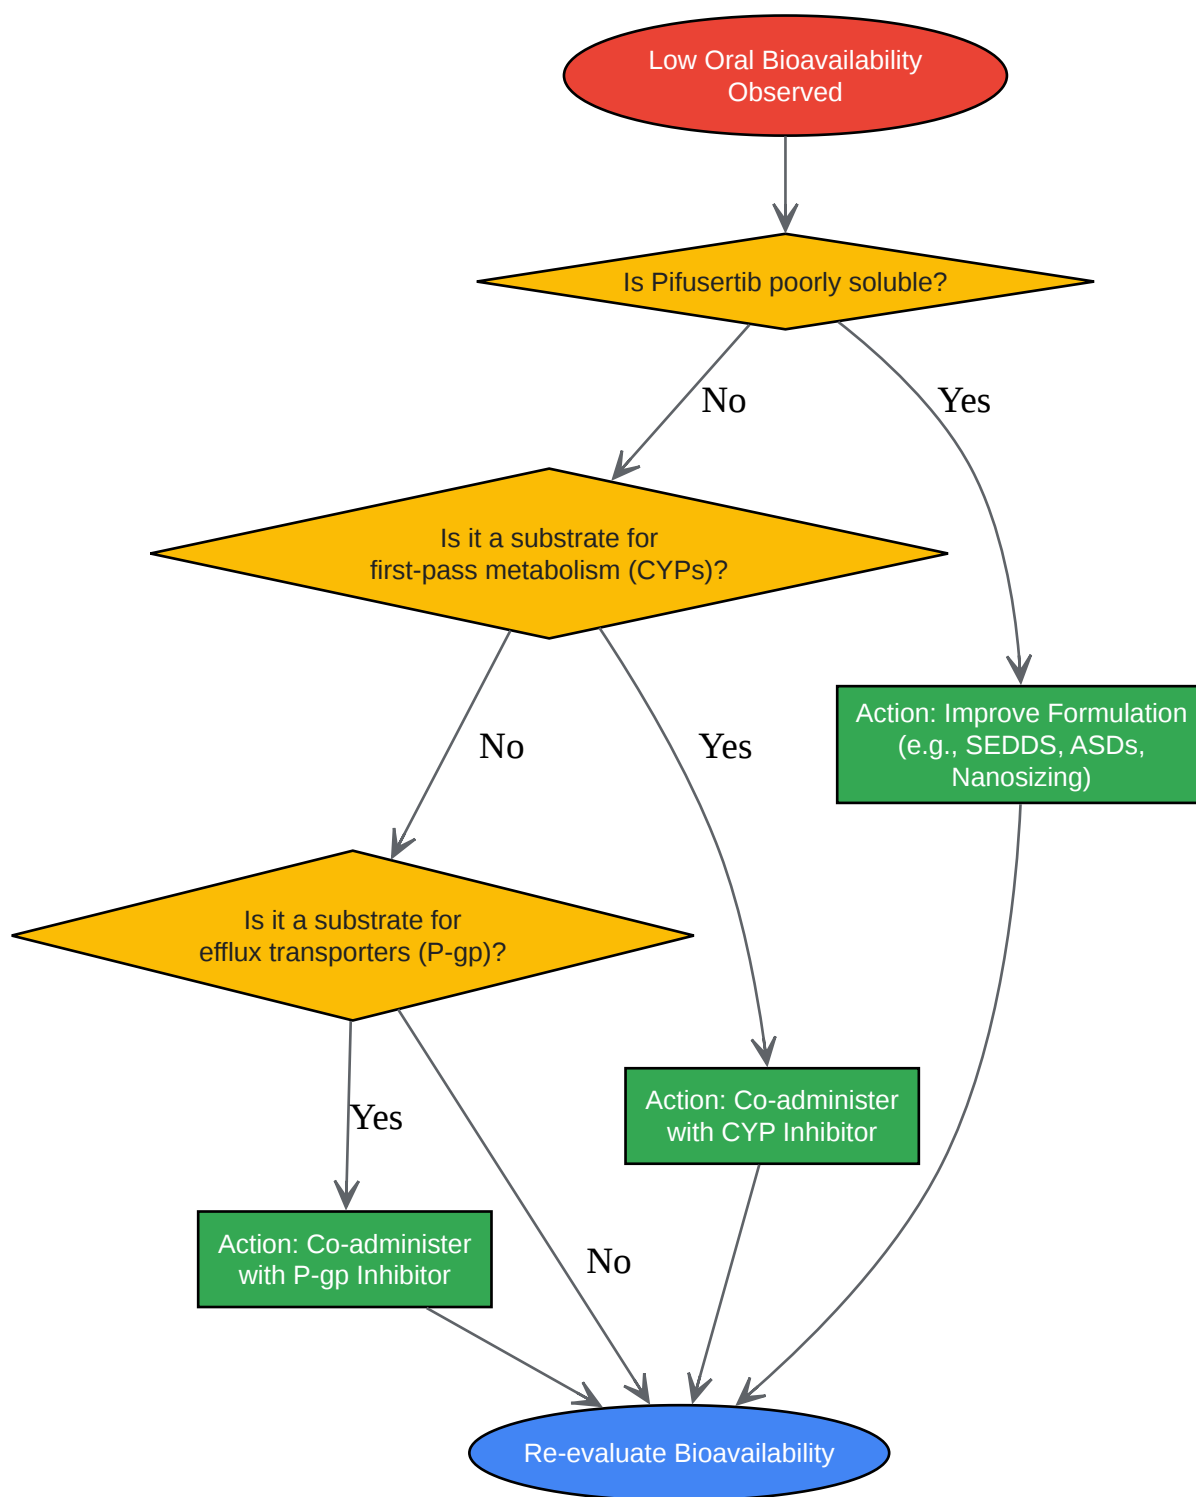 Low Oral Bioavailability
Observed
Is Pifusertib poorly soluble?
No
Yes
Is it a substrate for
first-pass metabolism (CYPs)?
Action: Improve Formulation
(e.g., SEDDS, ASDs,
Nanosizing)
No
Yes
Is it a substrate for
efflux transporters (P-gp)?
Action: Co-administer
with CYP Inhibitor
Yes
Action: Co-administer
with P-gp Inhibitor
No
Re-evaluate Bioavailability